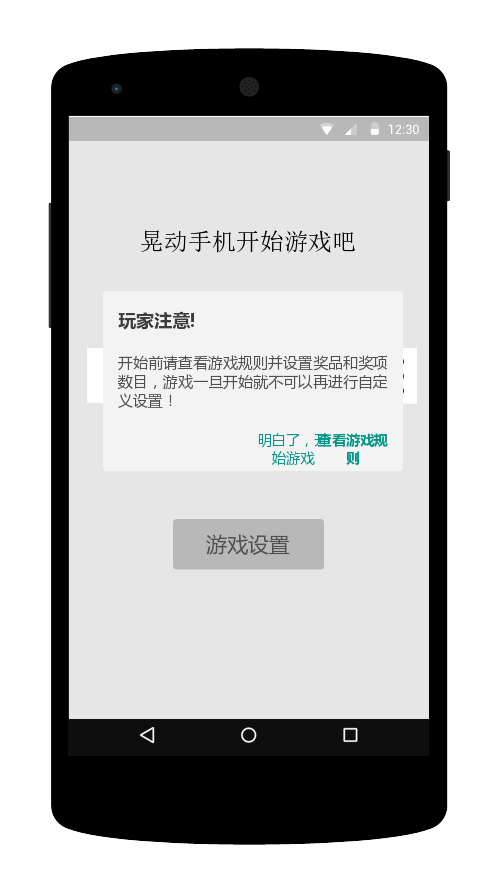 12:30
晃动手机开始游戏吧
玩家注意!
开始前请查看游戏规则并设置奖品和奖项
数目，游戏一旦开始就不可以再进行自定
义设置！
明白了，开
始游戏
查看游戏规
则
游戏设置